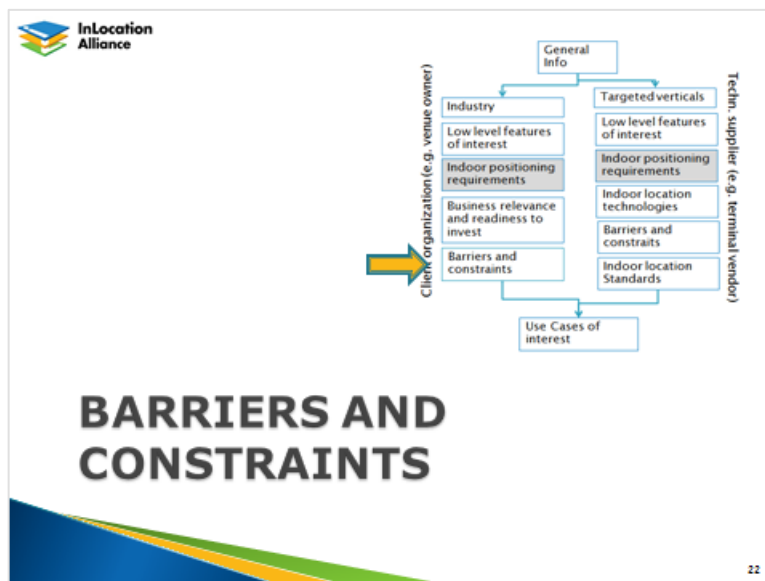 InLocation
Alliance
General
Info
Client organization (e.g. venue owner)
Industry
Low level features
of interest
Indoor positioning
requirements
Business relevance
and readiness to
invest
Barriers and
constraints
Targeted verticals
Low level features
of interest
Indoor positioning
requirements
Indoor location
technologies
Barriers and
constraits
Indoor location
Standards
Techn. supplier (e.g. terminal vendor)
Use Cases of
interest
BARRIERS AND
CONSTRAINTS
22